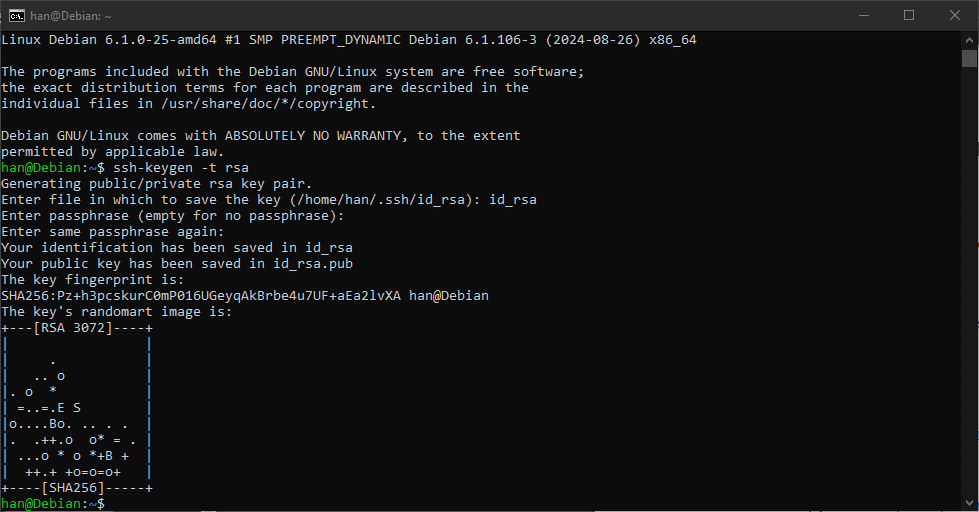 han@Debian: ~
Linux Debian 6.1.0-25-amd64 #1 SMP PREEMPT_DYNAMIC Debian 6.1.106-3 (2024-08-26) x86_64

The programs included with the Debian GNU/Linux system are free software;
the exact distribution terms for each program are described in the
individual files in /usr/share/doc/*/copyright.

Debian GNU/Linux comes with ABSOLUTELY NO WARRANTY, to the extent
permitted by applicable law.
han@Debian:~$ ssh-keygen -t rsa
Generating public/private rsa key pair.
Enter file in which to save the key (/home/han/.ssh/id_rsa): id_rsa
Enter passphrase (empty for no passphrase):
Enter same passphrase again:
Your identification has been saved in id_rsa
Your public key has been saved in id_rsa.pub
The key fingerprint is:
SHA256:Pz+h3pcskurC0mP016UGeyqAkBrbe4u7UF+aEa2lvXA han@Debian
The key's randomart image is:
+---[RSA 3072]----+
|                 |
|     .           |
|   .. o          |
|. o  *           |
| =..=.E S        |
|o....Bo. .. . .  |
|.  .++.o  o* = . |
| ...o * o *+B +  |
|  ++.+ +o=o=o+   |
+----[SHA256]-----+
han@Debian:~$